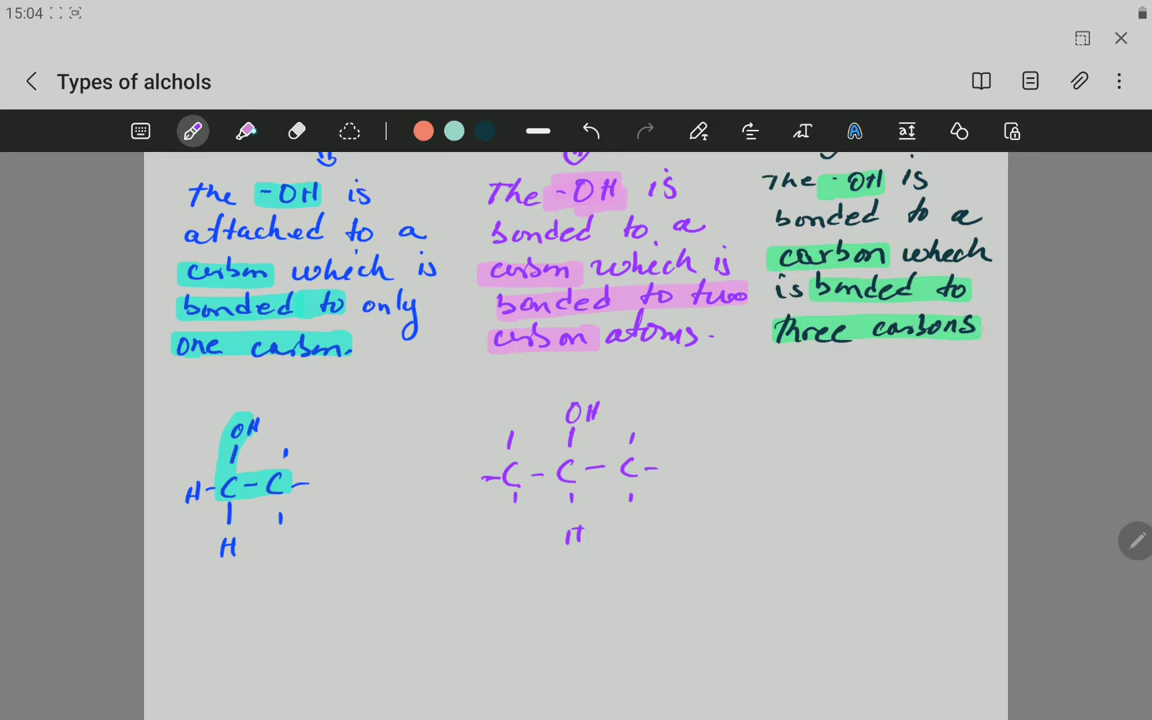 15:04
Types of alchols
The -OH is
attached to a
carbon which is
bonded to only
one carbon.
The -OH is
bonded to a
carbon which is
bonded to two
carbon atoms.
The -OH is
bonded to a
carbon which
is bonded to
three carbons
OH
H-C-C-
H
OH
-C-C-C-
H